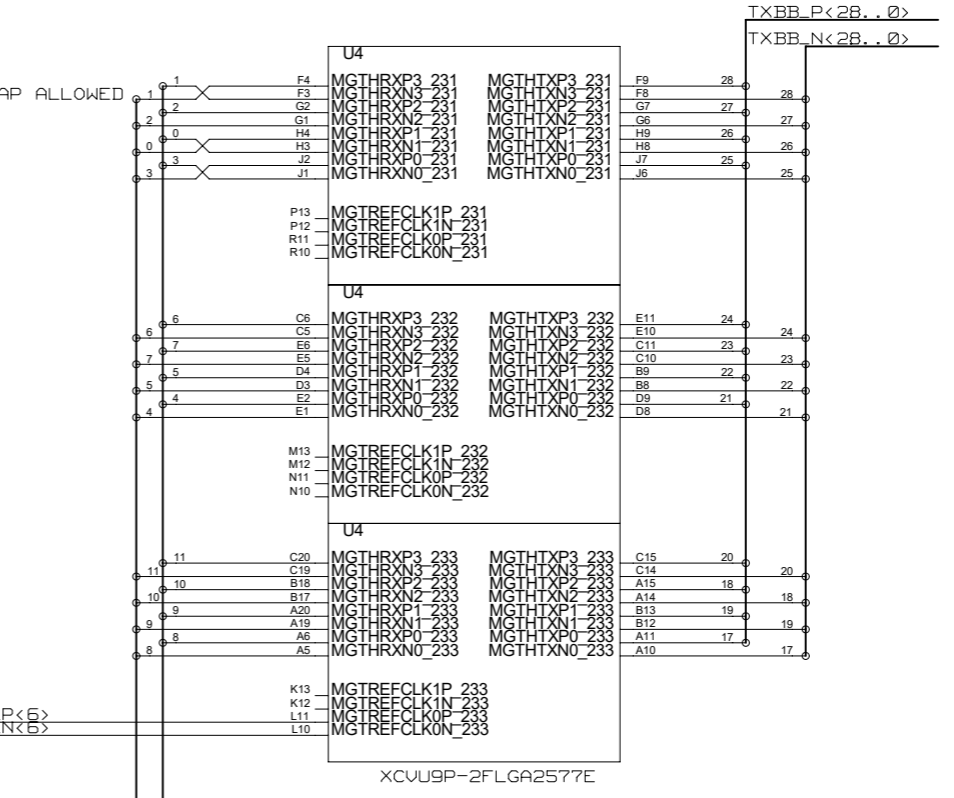 TXBB_P<28..0>
TXBB_N<28..0>
U4
1 F4 MGTHRXP3_231 MGTHTXP3_231 F9 28
AP ALLOWED 1 F3 MGTHRXN3_231 MGTHTXN3_231 F8 28
2 G2 MGTHRXP2_231 MGTHTXP2_231 G7 27
2 G1 MGTHRXN2_231 MGTHTXN2_231 G6 27
0 H4 MGTHRXP1_231 MGTHTXP1_231 H9 26
0 H3 MGTHRXN1_231 MGTHTXN1_231 H8 26
3 J2 MGTHRXP0_231 MGTHTXP0_231 J7 25
3 J1 MGTHRXN0_231 MGTHTXN0_231 J6 25
P13 MGTREFCLK1P_231
P12 MGTREFCLK1N_231
R11 MGTREFCLK0P_231
R10 MGTREFCLK0N_231
U4
6 C6 MGTHRXP3_232 MGTHTXP3_232 E11 24
6 C5 MGTHRXN3_232 MGTHTXN3_232 E10 24
7 E6 MGTHRXP2_232 MGTHTXP2_232 C11 23
7 E5 MGTHRXN2_232 MGTHTXN2_232 C10 23
5 D4 MGTHRXP1_232 MGTHTXP1_232 B9 22
5 D3 MGTHRXN1_232 MGTHTXN1_232 B8 22
4 E2 MGTHRXP0_232 MGTHTXP0_232 D9 21
4 E1 MGTHRXN0_232 MGTHTXN0_232 D8 21
M13 MGTREFCLK1P_232
M12 MGTREFCLK1N_232
N11 MGTREFCLK0P_232
N10 MGTREFCLK0N_232
U4
11 C20 MGTHRXP3_233 MGTHTXP3_233 C15 20
11 C19 MGTHRXN3_233 MGTHTXN3_233 C14 20
10 B18 MGTHRXP2_233 MGTHTXP2_233 A15 18
10 B17 MGTHRXN2_233 MGTHTXN2_233 A14 18
9 A20 MGTHRXP1_233 MGTHTXP1_233 B13 19
9 A19 MGTHRXN1_233 MGTHTXN1_233 B12 19
8 A6 MGTHRXP0_233 MGTHTXP0_233 A11 17
8 A5 MGTHRXN0_233 MGTHTXN0_233 A10 17
K13 MGTREFCLK1P_233
K12 MGTREFCLK1N_233
P<6> L11 MGTREFCLK0P_233
N<6> L10 MGTREFCLK0N_233
XCVU9P-2FLGA2577E